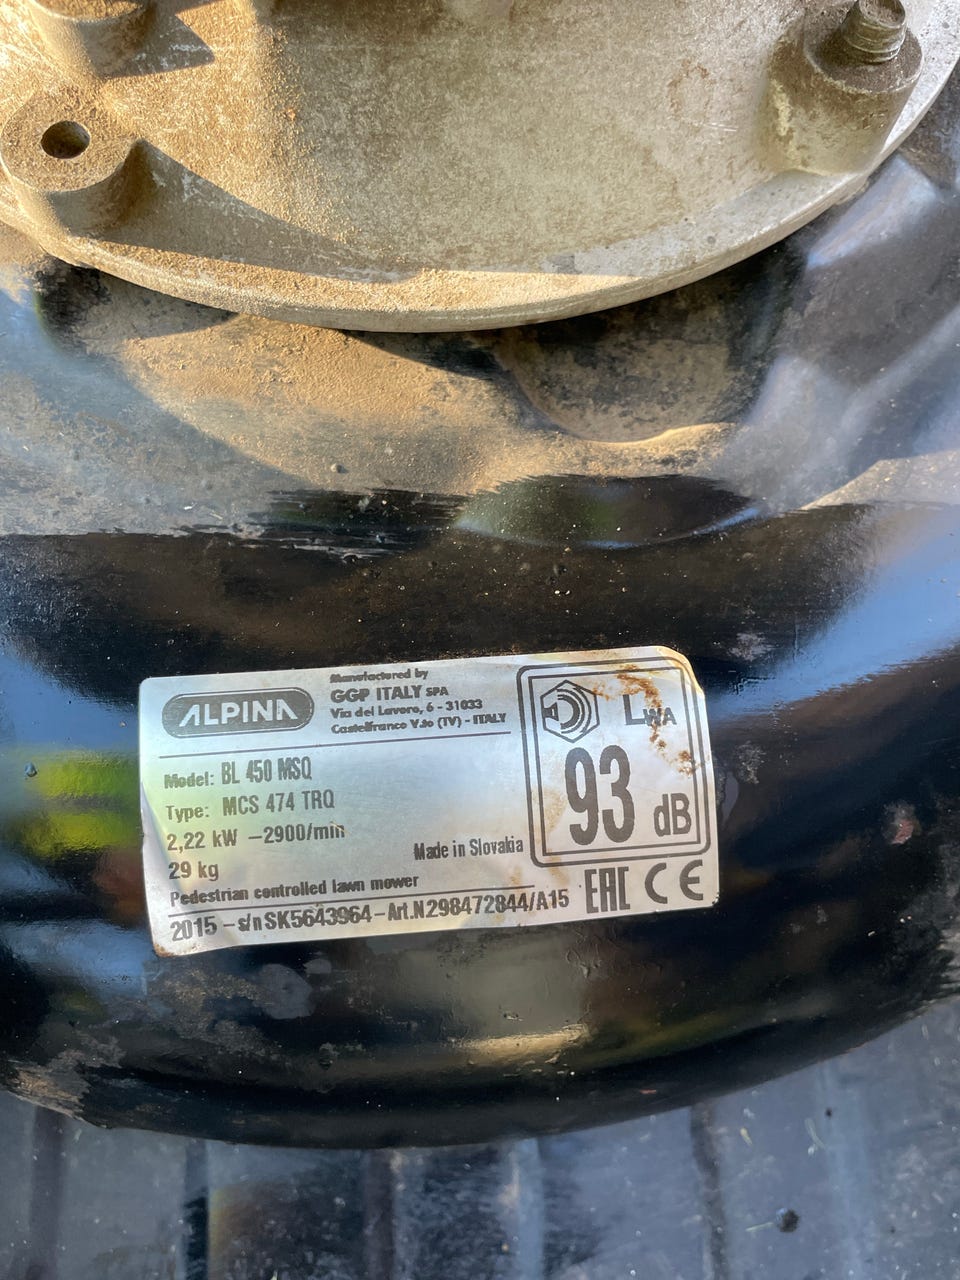 ALPINA
Manufactured by
GGP ITALY SPA
Via del Lavoro, 6 - 31033
Castelfranco V.to (TV) - ITALY
Model: BL 450 MSQ
Type: MCS 474 TRQ
2,22 kW –2900/min
29 kg
Made in Slovakia
Pedestrian controlled lawn mower
2015 – s/n SK5643964 – Art.N298472844/A15
LWA
93 dB
EAC CE